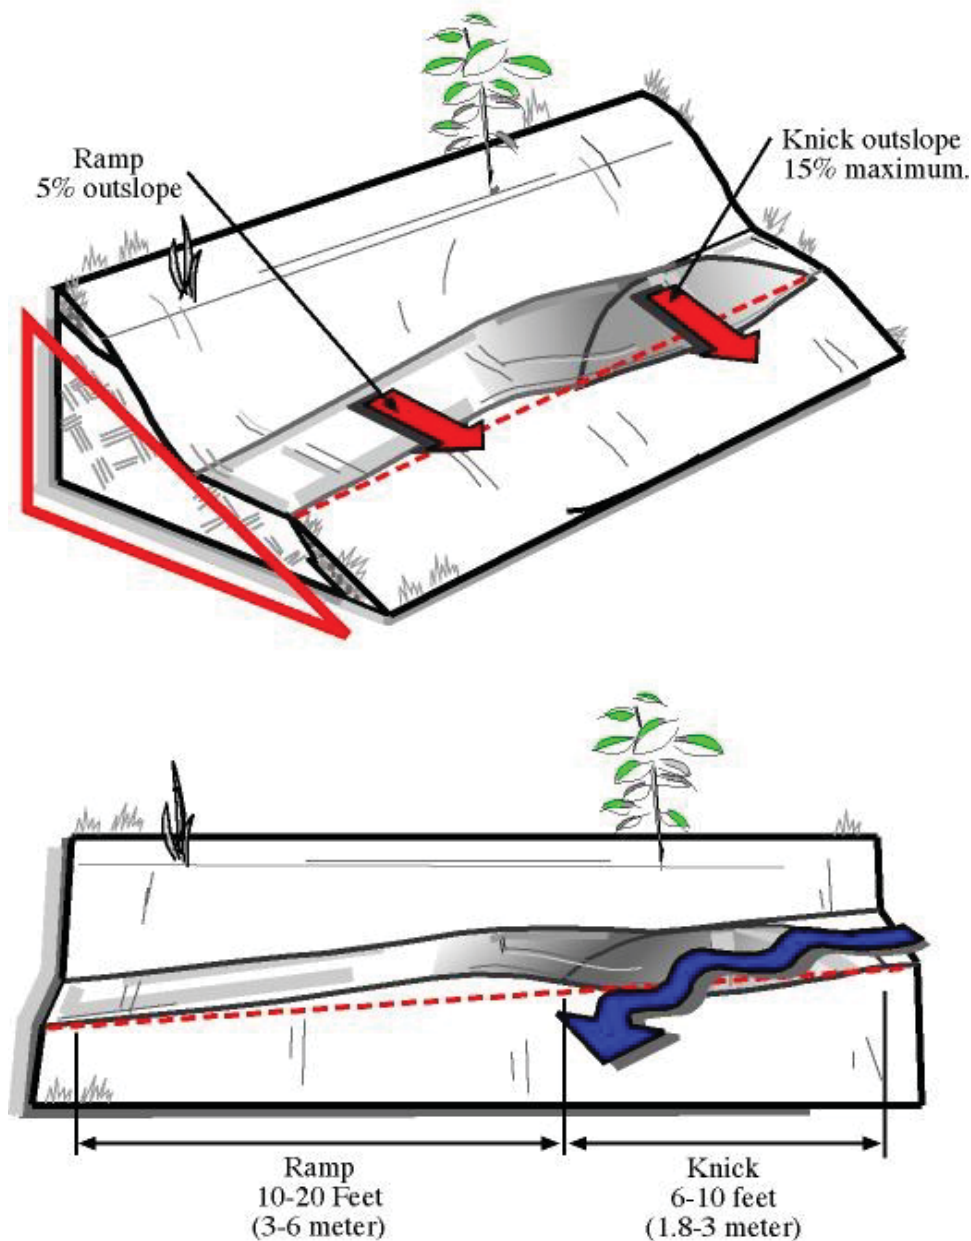 Ramp
5% outslope
Knick outslope
15% maximum.
Ramp
10-20 Feet
(3-6 meter)
Knick
6-10 feet
(1.8-3 meter)